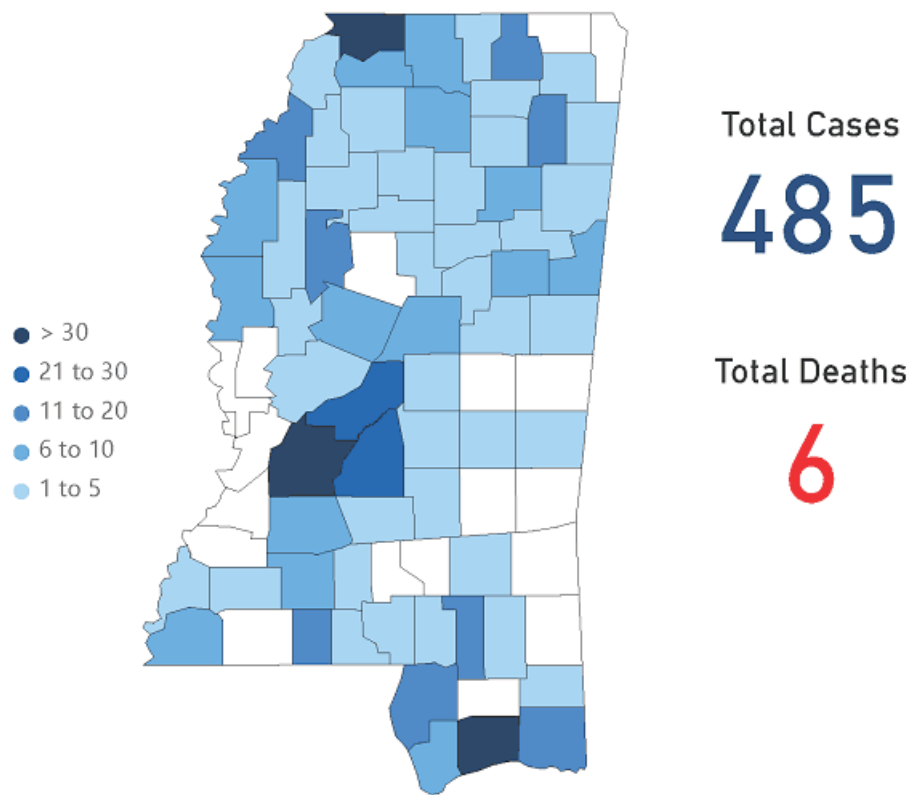 Total Cases
485
Total Deaths
6
> 30
21 to 30
11 to 20
6 to 10
1 to 5